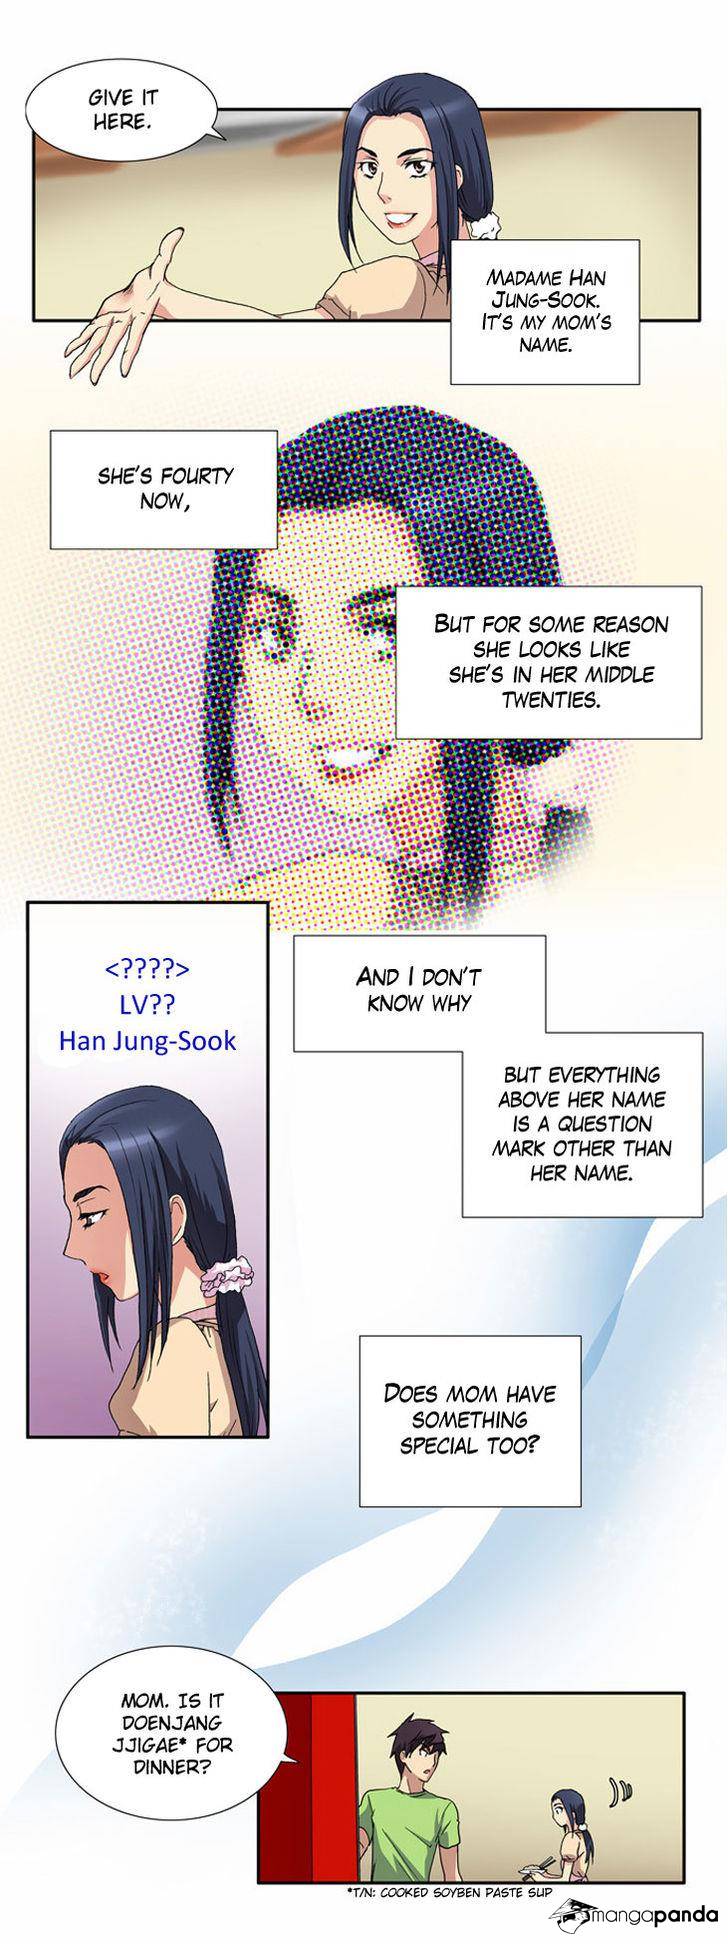 GIVE IT
HERE.
MADAME HAN
JUNG-SOOK.
IT'S MY MOM'S
NAME.
SHE'S FOURTY
NOW,
BUT FOR SOME REASON
SHE LOOKS LIKE
SHE'S IN HER MIDDLE
TWENTIES.
<????>
LV??
Han Jung-Sook
AND I DON'T
KNOW WHY
BUT EVERYTHING
ABOVE HER NAME
IS A QUESTION
MARK OTHER THAN
HER NAME.
DOES MOM HAVE
SOMETHING
SPECIAL TOO?
MOM. IS IT
DOENJANG
JJIGAE* FOR
DINNER?
*T/N: COOKED SOYBEN PASTE SUP
mangapanda